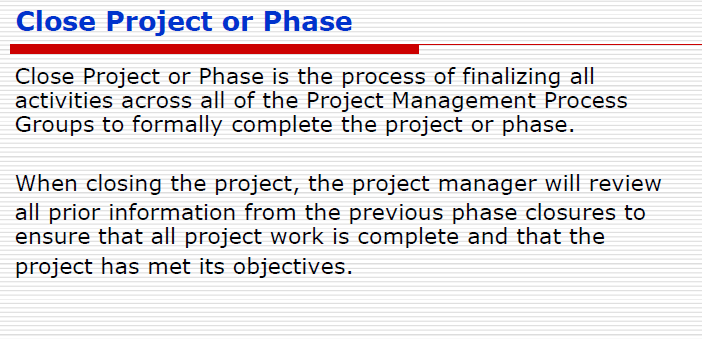 Close Project or Phase
Close Project or Phase is the process of finalizing all
activities across all of the Project Management Process
Groups to formally complete the project or phase.
When closing the project, the project manager will review
all prior information from the previous phase closures to
ensure that all project work is complete and that the
project has met its objectives.